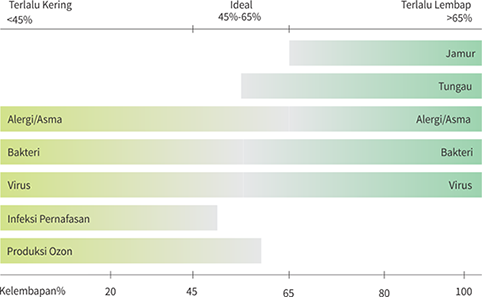 Terlalu Kering
<45%
Ideal
45%-65%
Terlalu Lembap
>65%
Jamur
Tungau
Alergi/Asma Alergi/Asma
Bakteri Bakteri
Virus Virus
Infeksi Pernafasan
Produksi Ozon
Kelembapan% 20 45 65 80 100